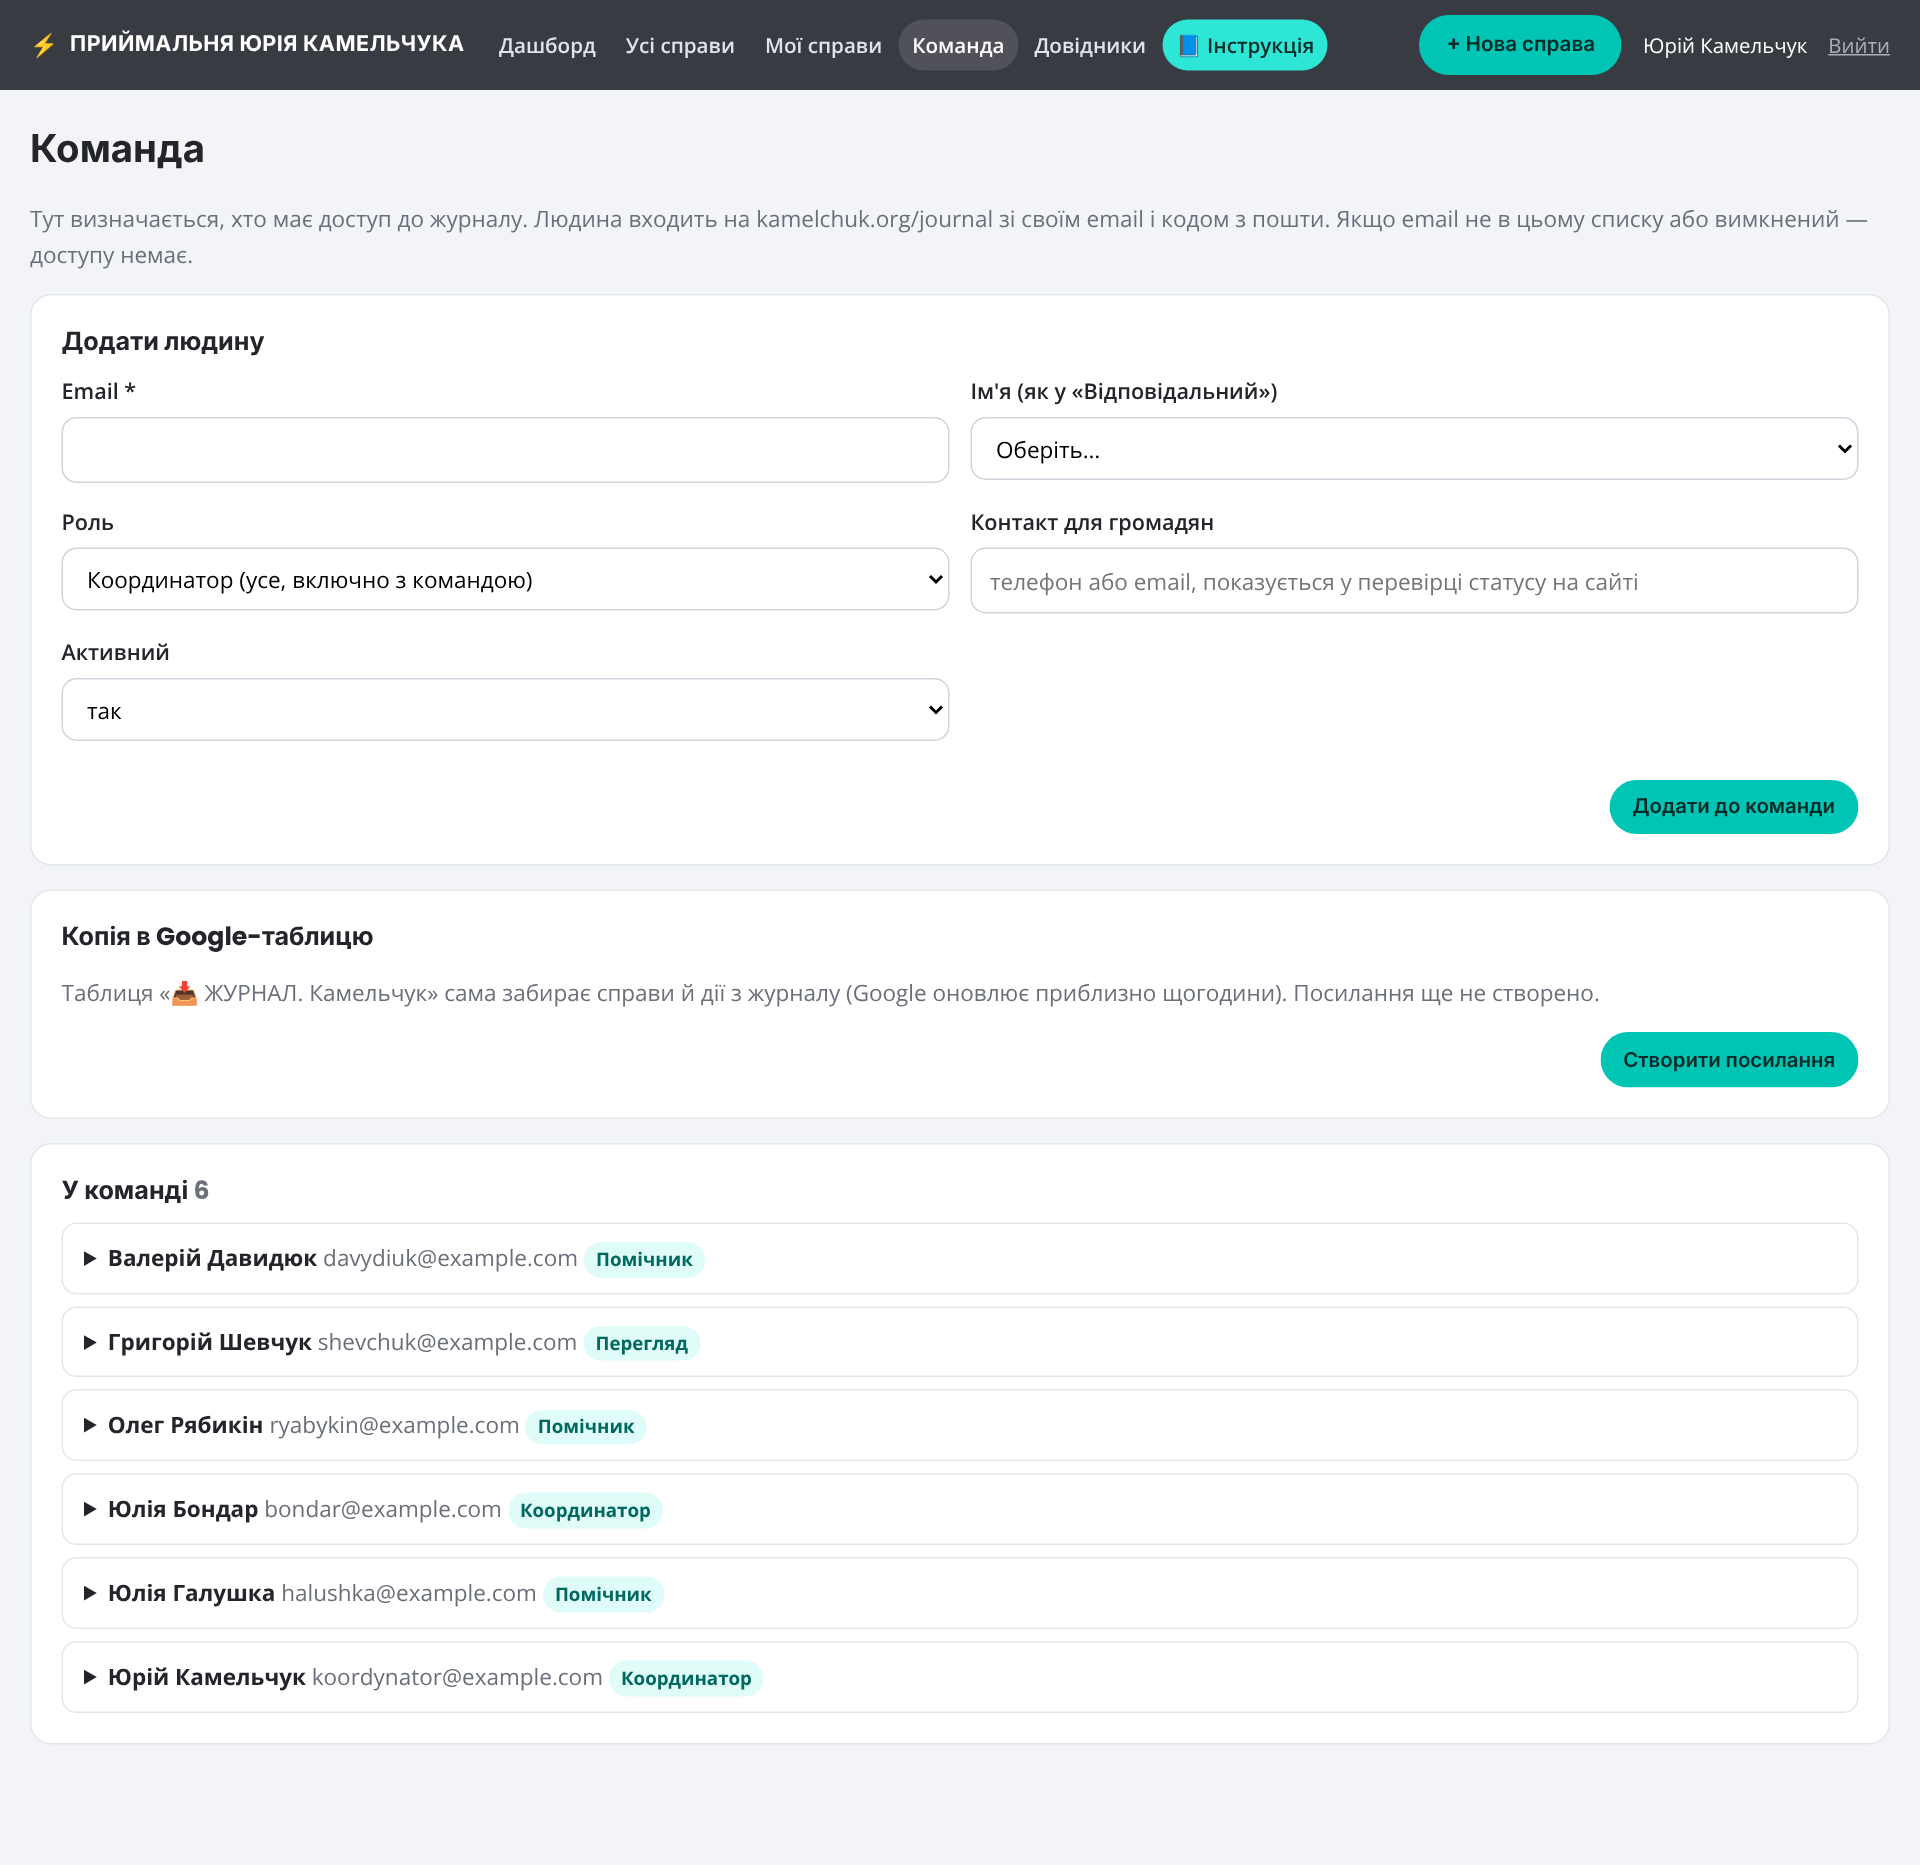 ⚡ ПРИЙМАЛЬНЯ ЮРІЯ КАМЕЛЬЧУКА Дашборд Усі справи Мої справи Команда Довідники 📘 Інструкція + Нова справа Юрій Камельчук Вийти
Команда
Тут визначається, хто має доступ до журналу. Людина входить на kamelchuk.org/journal зі своїм email і кодом з пошти. Якщо email не в цьому списку або вимкнений —
доступу немає.
Додати людину
Email * Ім'я (як у «Відповідальний»)
Оберіть...
Роль Контакт для громадян
Координатор (усе, включно з командою) телефон або email, показується у перевірці статусу на сайті
Активний
так
Додати до команди
Копія в Google-таблицю
Таблиця «📥 ЖУРНАЛ. Камельчук» сама забирає справи й дії з журналу (Google оновлює приблизно щогодини). Посилання ще не створено.
Створити посилання
У команді 6
▶ Валерій Давидюк davydiuk@example.com Помічник
▶ Григорій Шевчук shevchuk@example.com Перегляд
▶ Олег Рябикін ryabykin@example.com Помічник
▶ Юлія Бондар bondar@example.com Координатор
▶ Юлія Галушка halushka@example.com Помічник
▶ Юрій Камельчук koordynator@example.com Координатор